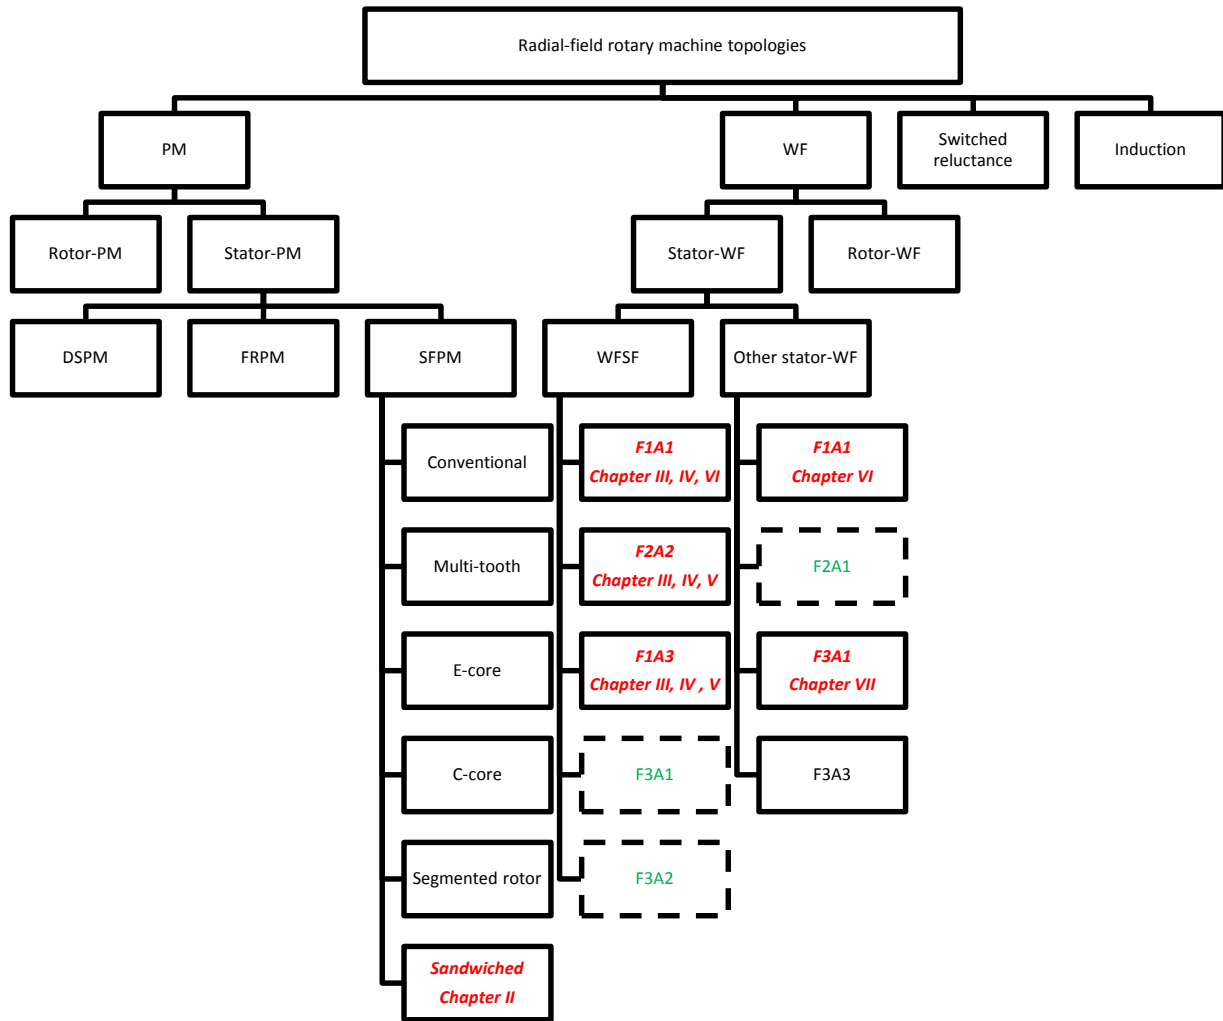 Radial-field rotary machine topologies
PM
WF
Switched
reluctance
Induction
Rotor-PM
Stator-PM
Stator-WF
Rotor-WF
DSPM
FRPM
SFPM
WFSF
Other stator-WF
Conventional
F1A1
Chapter III, IV, VI
F1A1
Chapter VI
Multi-tooth
F2A2
Chapter III, IV, V
F2A1
E-core
F1A3
Chapter III, IV , V
F3A1
Chapter VII
C-core
F3A1
F3A3
Segmented rotor
F3A2
Sandwiched
Chapter II